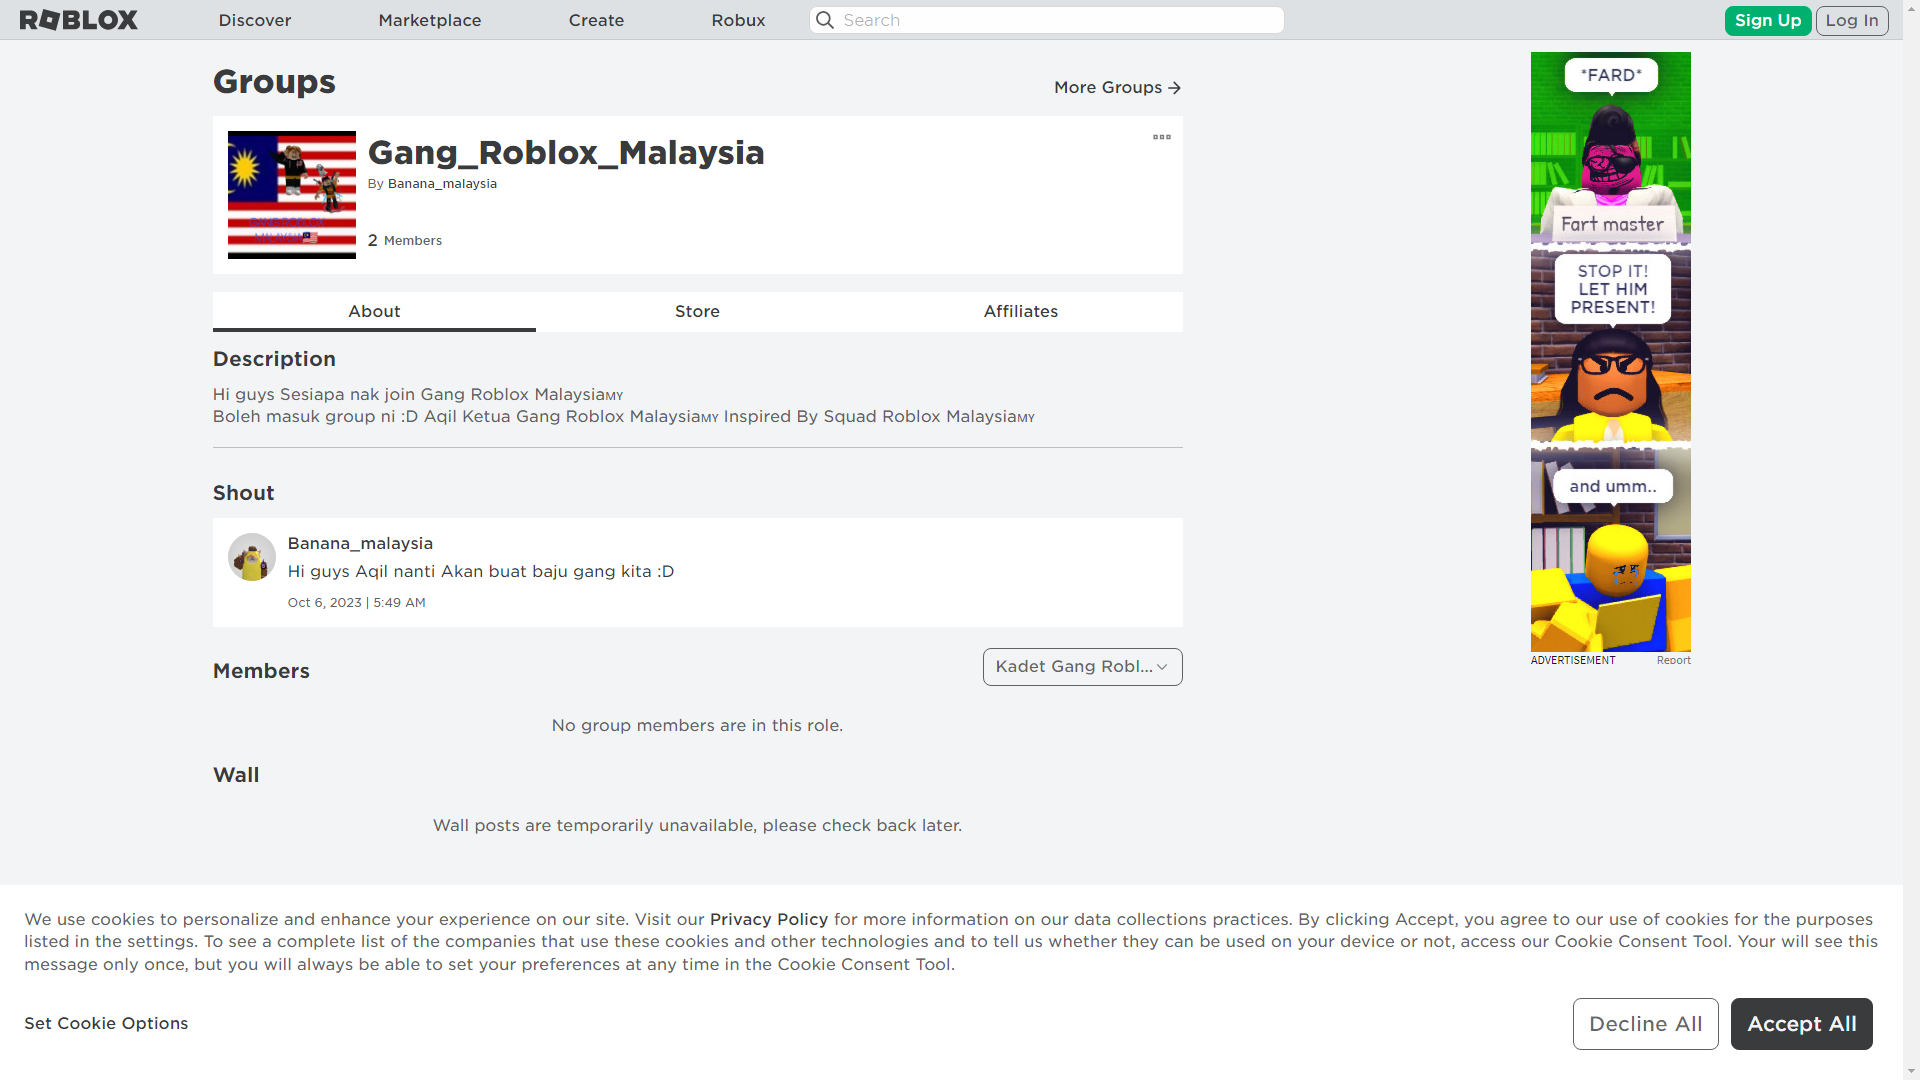 ROBLOX
Discover
Marketplace
Create
Robux
Search
Sign Up
Log In
Groups
More Groups
Gang_Roblox_Malaysia
By Banana_malaysia
2 Members
About
Store
Affiliates
Description
Hi guys Sesiapa nak join Gang Roblox Malaysia🇲🇾
Boleh masuk group ni :D Aqil Ketua Gang Roblox Malaysia🇲🇾 Inspired By Squad Roblox Malaysia🇲🇾
Shout
Banana_malaysia
Hi guys Aqil nanti Akan buat baju gang kita :D
Oct 6, 2023 | 5:49 AM
Members
Kadet Gang Robl...
No group members are in this role.
Wall
Wall posts are temporarily unavailable, please check back later.
*FARD*
Fart master
STOP IT!
LET HIM
PRESENT!
and umm..
ADVERTISEMENT
Report
We use cookies to personalize and enhance your experience on our site. Visit our Privacy Policy for more information on our data collections practices. By clicking Accept, you agree to our use of cookies for the purposes
listed in the settings. To see a complete list of the companies that use these cookies and other technologies and to tell us whether they can be used on your device or not, access our Cookie Consent Tool. Your will see this
message only once, but you will always be able to set your preferences at any time in the Cookie Consent Tool.
Set Cookie Options
Decline All
Accept All